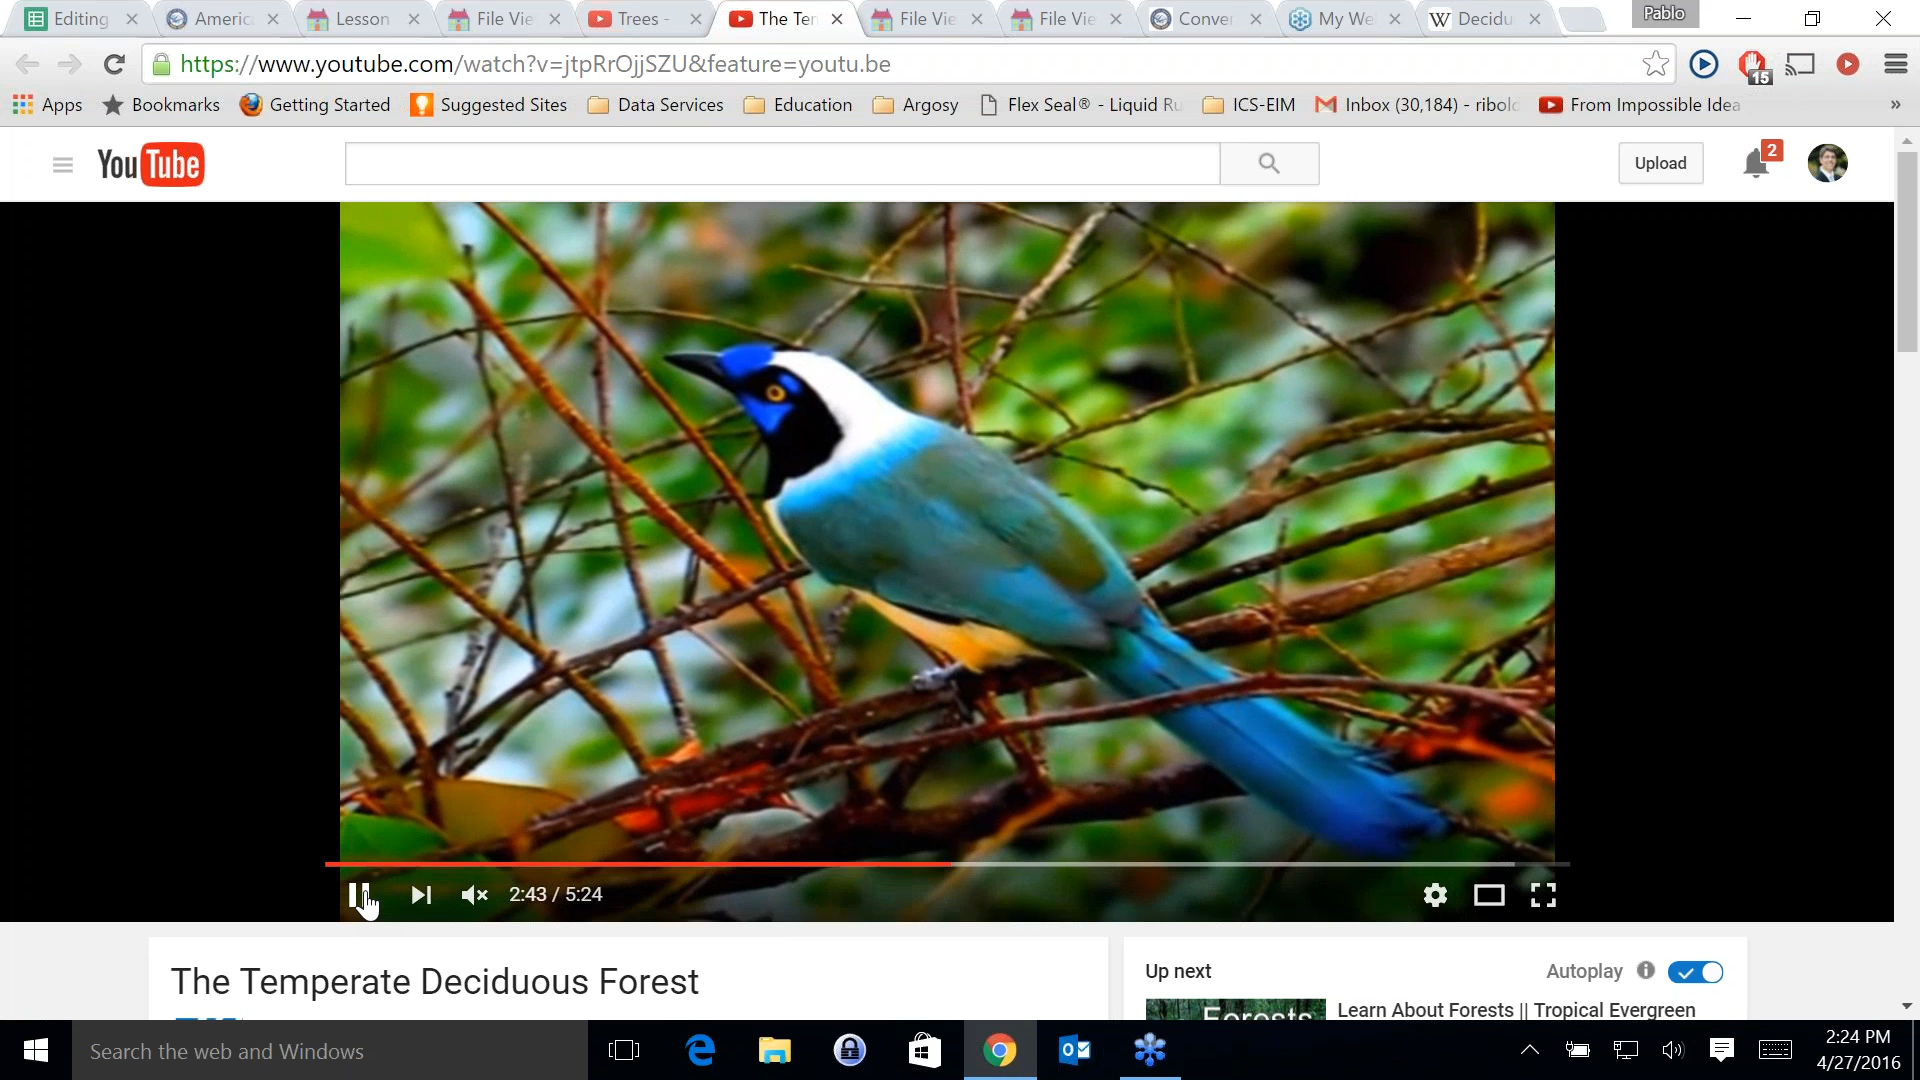 Editing
Americ
Lesson
File Vie
Trees -
The Ten
File Vie
File Vie
Conver
My We
Decidu
Pablo
https://www.youtube.com/watch?v=jtpRrOjjSZU&feature=youtu.be
15
Apps Bookmarks Getting Started Suggested Sites Data Services Education Argosy Flex Seal® - Liquid Ru ICS-EIM Inbox (30,184) - ribolo From Impossible Idea »
YouTube
Upload
2
2:43 / 5:24
The Temperate Deciduous Forest
Up next
Autoplay
Forests
Learn About Forests || Tropical Evergreen
Search the web and Windows
2:24 PM
4/27/2016